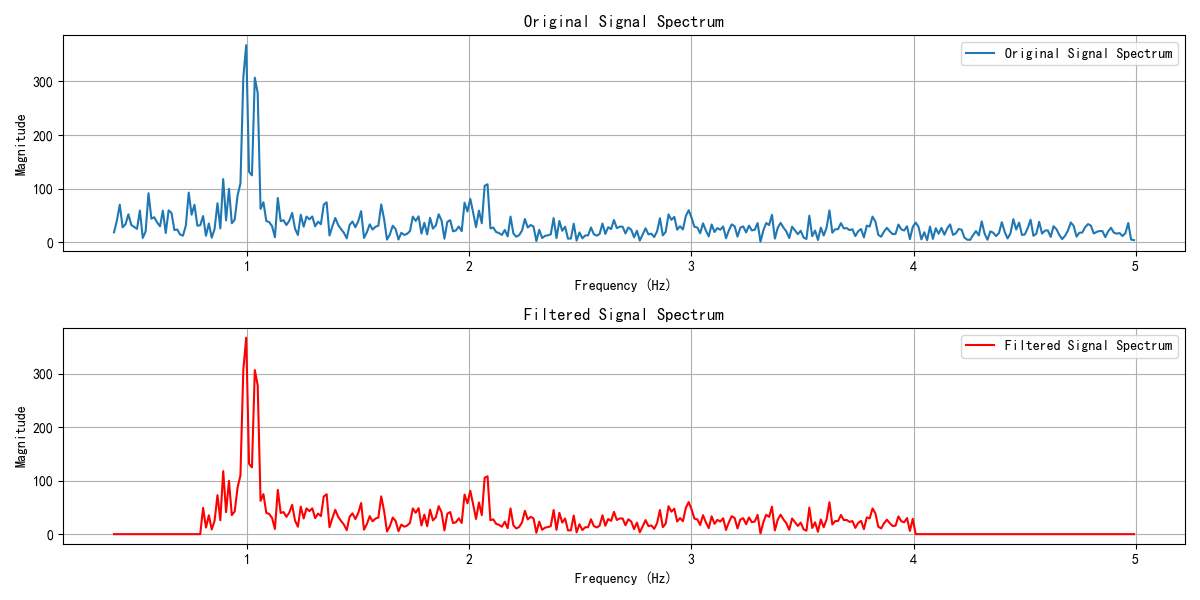 Original Signal Spectrum
Original Signal Spectrum
Magnitude
300
200
100
0
1 2 3 4 5
Frequency (Hz)
Filtered Signal Spectrum
Filtered Signal Spectrum
Magnitude
300
200
100
0
1 2 3 4 5
Frequency (Hz)